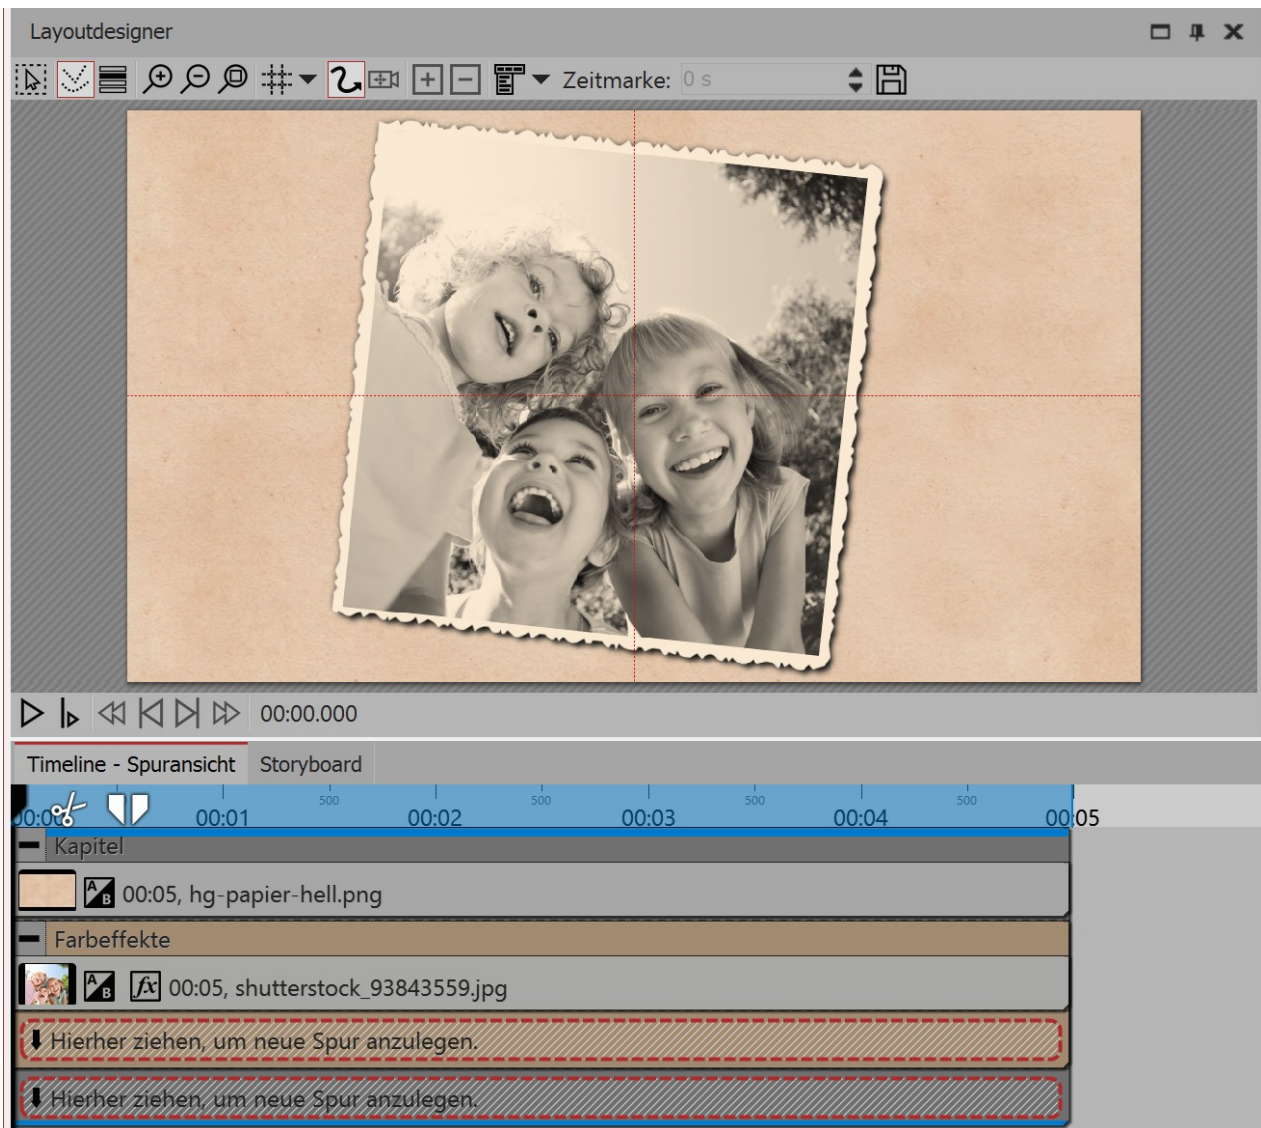 Layoutdesigner
Zeitmarke: 0 s
00:00.000
Timeline - Spuransicht Storyboard
500 500 500 500
00:01 00:02 00:03 00:04 00:05
Kapitel
A B 00:05, hg-papier-hell.png
Farbeffekte
A B fx 00:05, shutterstock_93843559.jpg
Hierher ziehen, um neue Spur anzulegen.
Hierher ziehen, um neue Spur anzulegen.